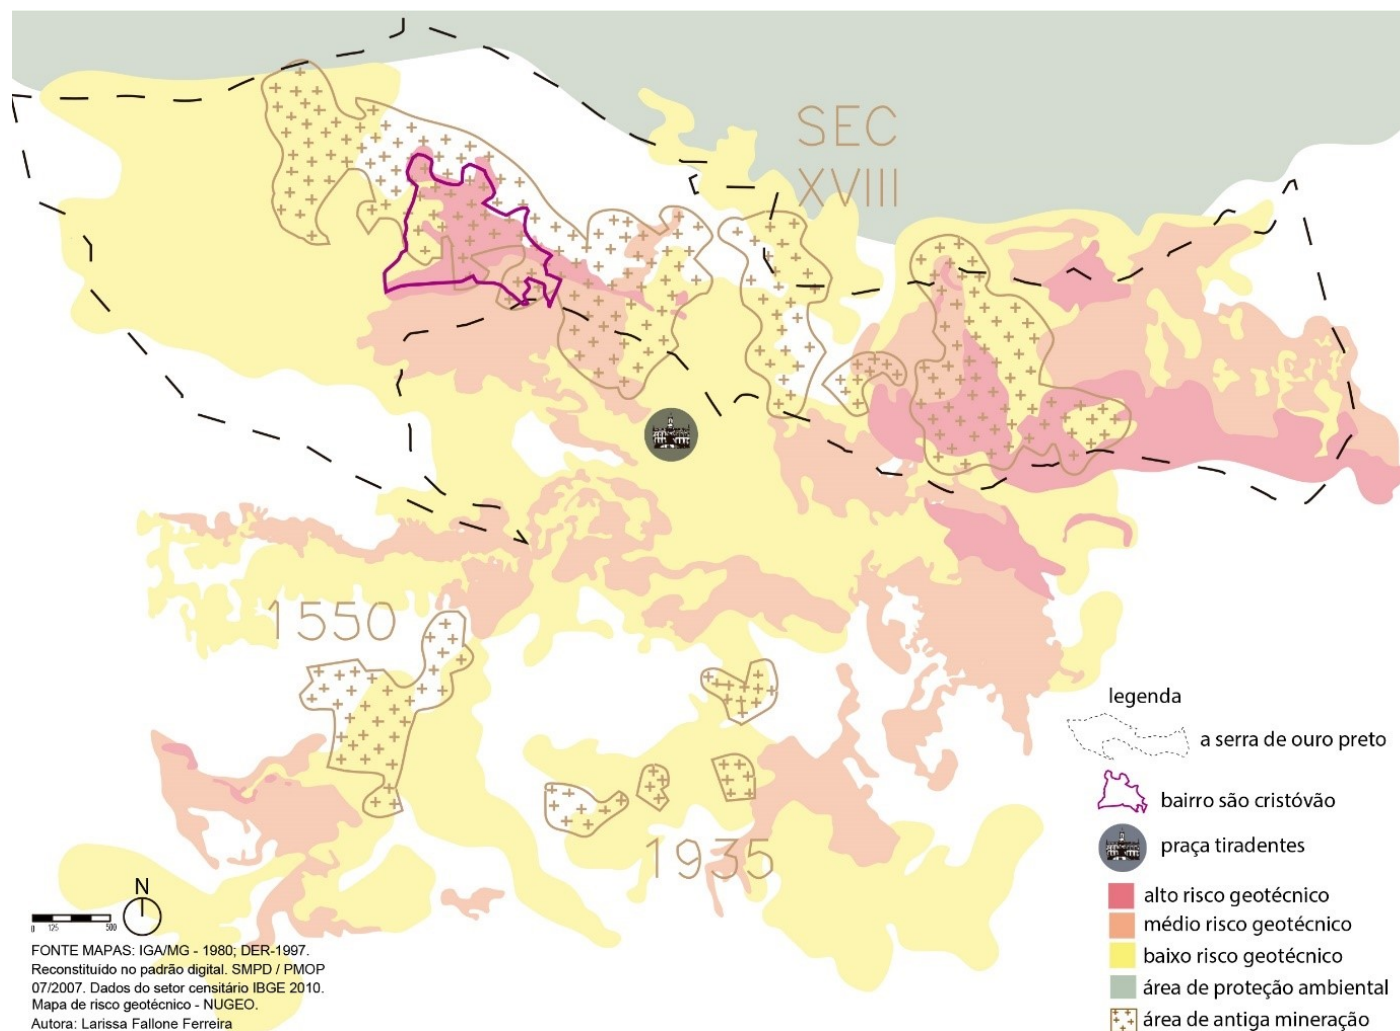 SEC
XVIII
1550
1935
legenda
a serra de ouro preto
bairro são cristóvão
praça tiradentes
alto risco geotécnico
médio risco geotécnico
baixo risco geotécnico
área de proteção ambiental
área de antiga mineração
N
0 125 500
FONTE MAPAS: IGA/MG - 1980; DER-1997.
Reconstituído no padrão digital. SMPD / PMOP
07/2007. Dados do setor censitário IBGE 2010.
Mapa de risco geotécnico - NUGEO.
Autora: Larissa Fallone Ferreira